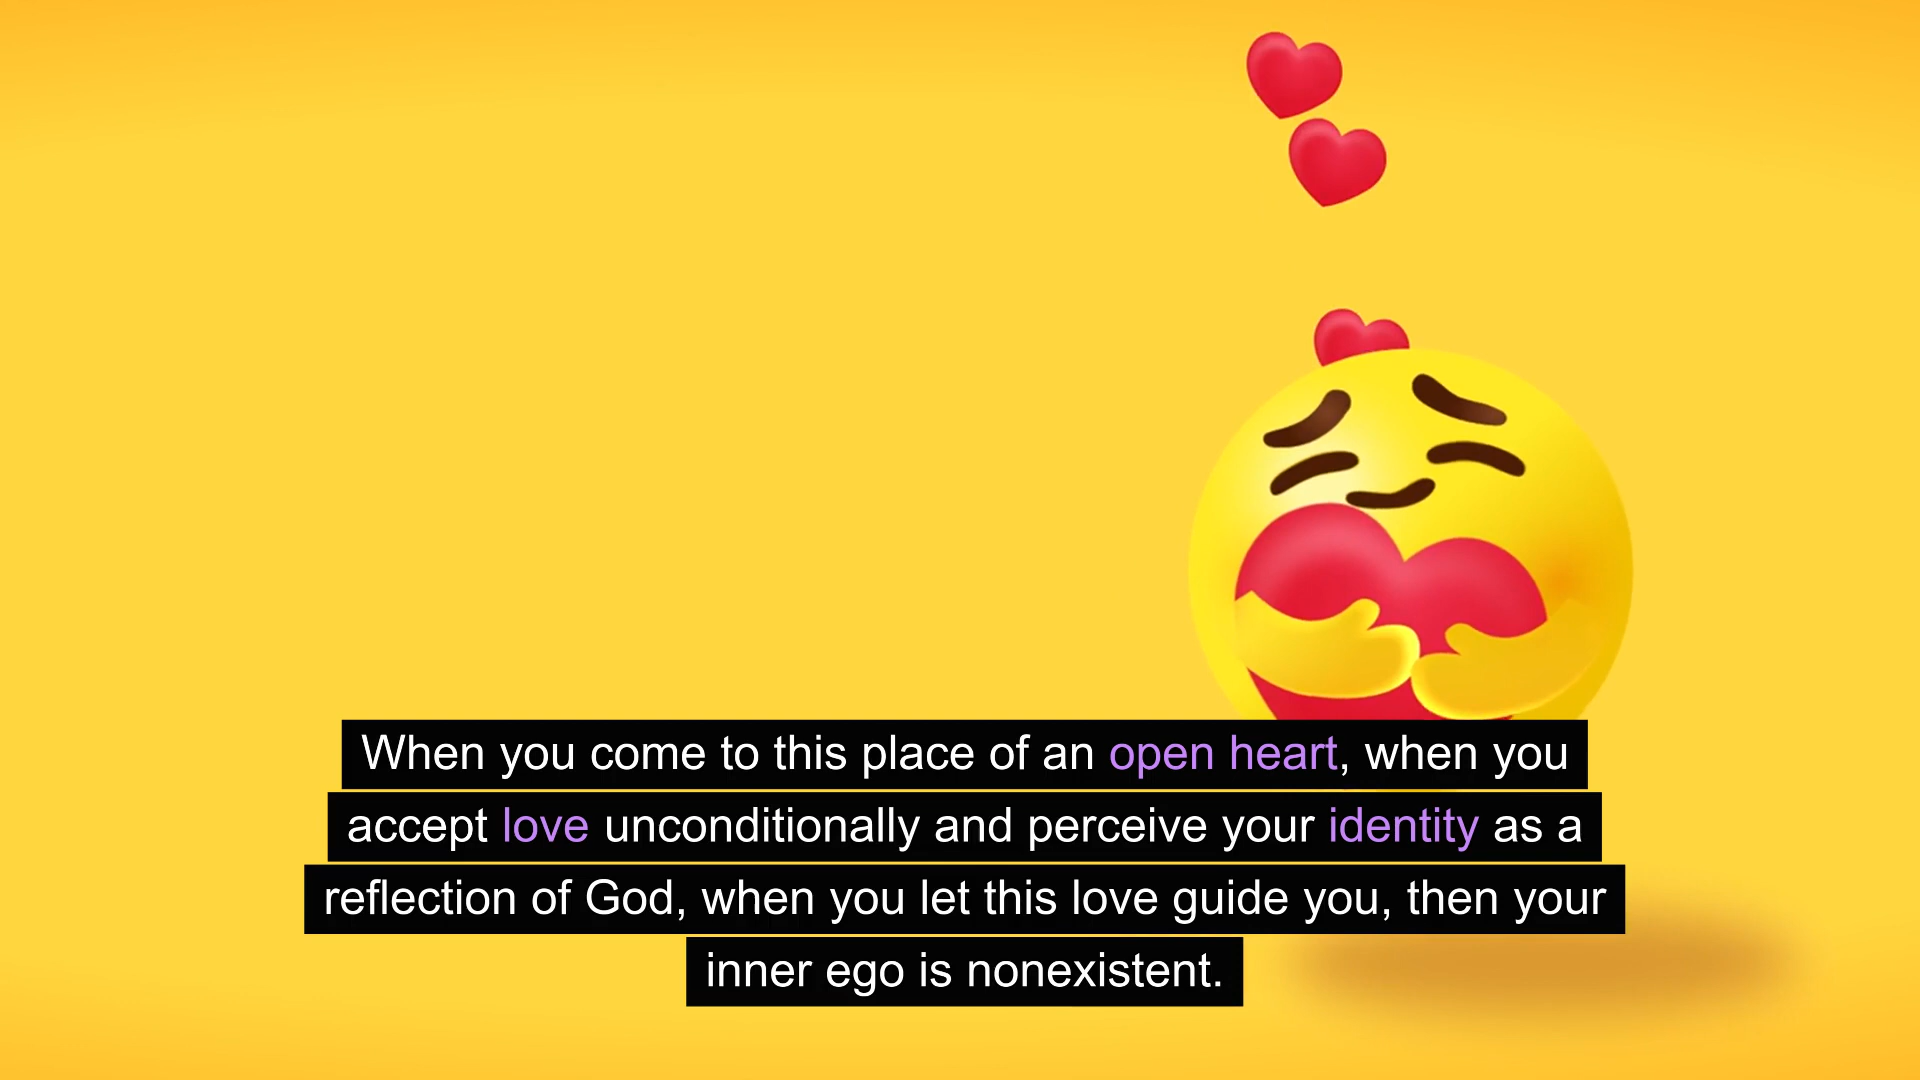 When you come to this place of an open heart, when you
accept love unconditionally and perceive your identity as a
reflection of God, when you let this love guide you, then your
inner ego is nonexistent.